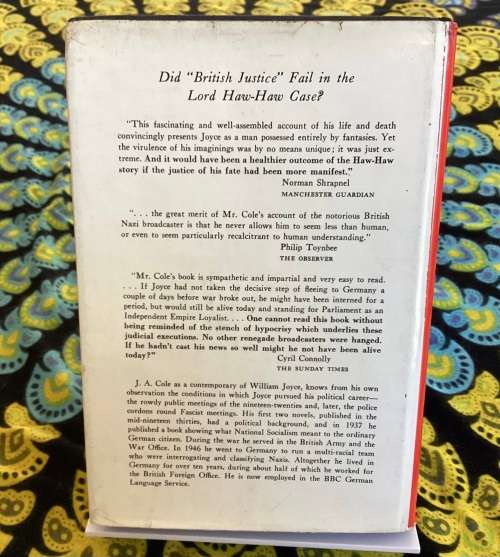 Did "British Justice" Fail in the
Lord Haw-Haw Case?
"This fascinating and well-assembled account of his life and death
convincingly presents Joyce as a man possessed entirely by fantasies. Yet
the virulence of his imaginings was by no means unique; it was just ex-
treme. And it would have been a healthier outcome of the Haw-Haw
story if the justice of his fate had been more manifest."
Norman Shrapnel
MANCHESTER GUARDIAN
". . . the great merit of Mr. Cole's account of the notorious British
Nazi broadcaster is that he never allows him to seem less than human,
or even to seem particularly recalcitrant to human understanding."
Philip Toynbee
THE OBSERVER
"Mr. Cole's book is sympathetic and impartial and very easy to read.
. . . If Joyce had not taken the decisive step of fleeing to Germany a
couple of days before war broke out, he might have been interned for a
period, but would still be alive today and standing for Parliament as an
Independent Empire Loyalist. . . . One cannot read this book without
being reminded of the stench of hypocrisy which underlies these
judicial executions. No other renegade broadcasters were hanged.
If he hadn't cast his news so well might he not have been alive
today?"
Cyril Connolly
THE SUNDAY TIMES
J. A. Cole as a contemporary of William Joyce, knows from his own
observation the conditions in which Joyce pursued his political career—
the rowdy public meetings of the nineteen-twenties and, later, the police
cordons round Fascist meetings. His first two novels, published in the
mid-nineteen thirties, had a political background, and in 1937 he
published a book showing what National Socialism meant to the ordinary
German citizen. During the war he served in the British Army and the
War Office. In 1946 he went to Germany to run a multi-racial team
who were interrogating and classifying Nazis. Altogether he lived in
Germany for over ten years, during about half of which he worked for
the British Foreign Office. He is now employed in the BBC German
Language Service.